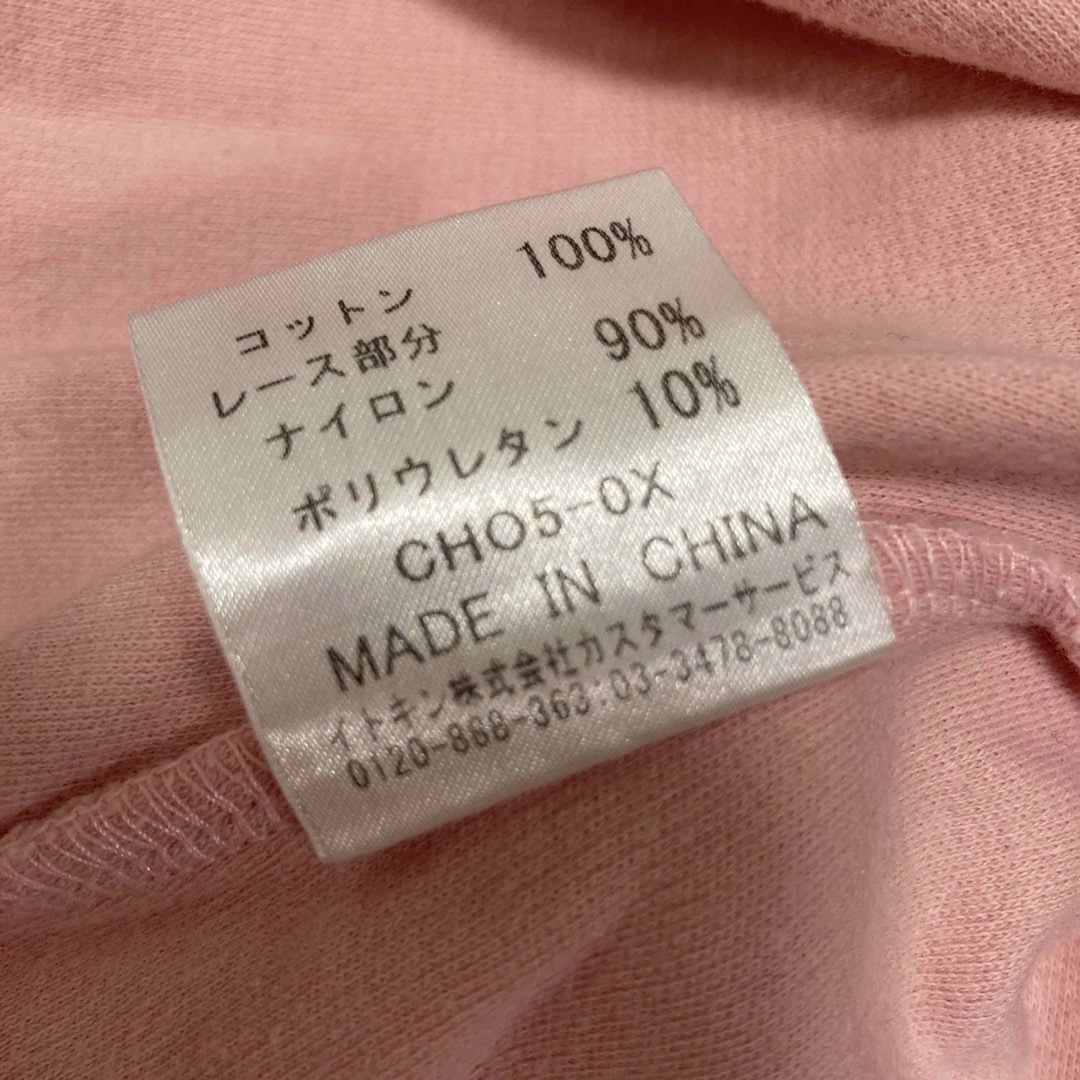 コットン 100%
レース部分
ナイロン 90%
ポリウレタン 10%
CH05-0X
MADE IN CHINA
イトキン株式会社カスタマーサービス
0120-888-363:03-3478-8088